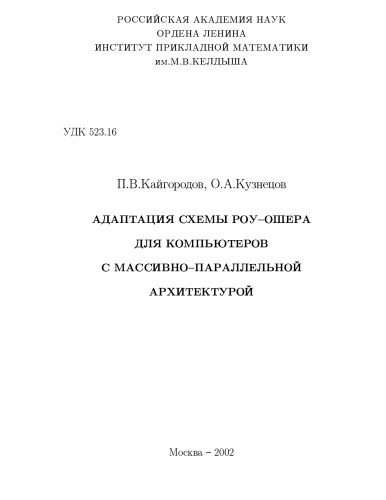 РОССИЙСКАЯ АКАДЕМИЯ НАУК
ОРДЕНА ЛЕНИНА
ИНСТИТУТ ПРИКЛАДНОЙ МАТЕМАТИКИ
им.М.В.КЕЛДЫША
УДК 523.16
П.В.Кайгородов, О.А.Кузнецов
АДАПТАЦИЯ СХЕМЫ РОУ–ОШЕРА
ДЛЯ КОМПЬЮТЕРОВ
С МАССИВНО–ПАРАЛЛЕЛЬНОЙ
АРХИТЕКТУРОЙ
Москва – 2002